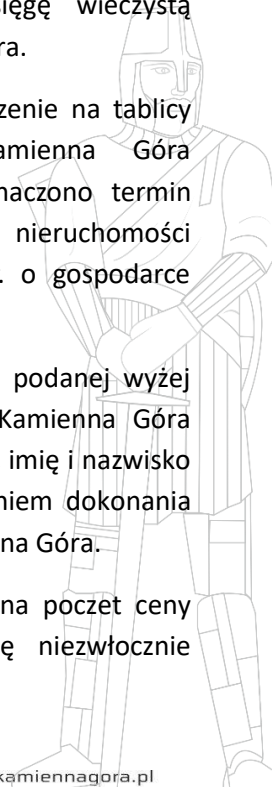 sięgę wieczystą
ra.
zenie na tablicy
amienna Góra
naczono termin
nieruchomości
. o gospodarce
podanej wyżej
Kamienna Góra
imię i nazwisko
niem dokonania
na Góra.
na poczet ceny
ę niezwłocznie
kamiennagora.pl